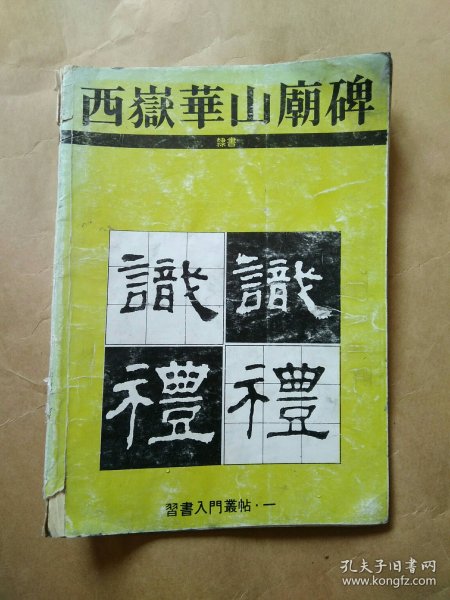 西嶽華山廟碑
隸書
識識
禮禮
習書入門叢帖·一
孔夫子旧书网
www.kongfz.com